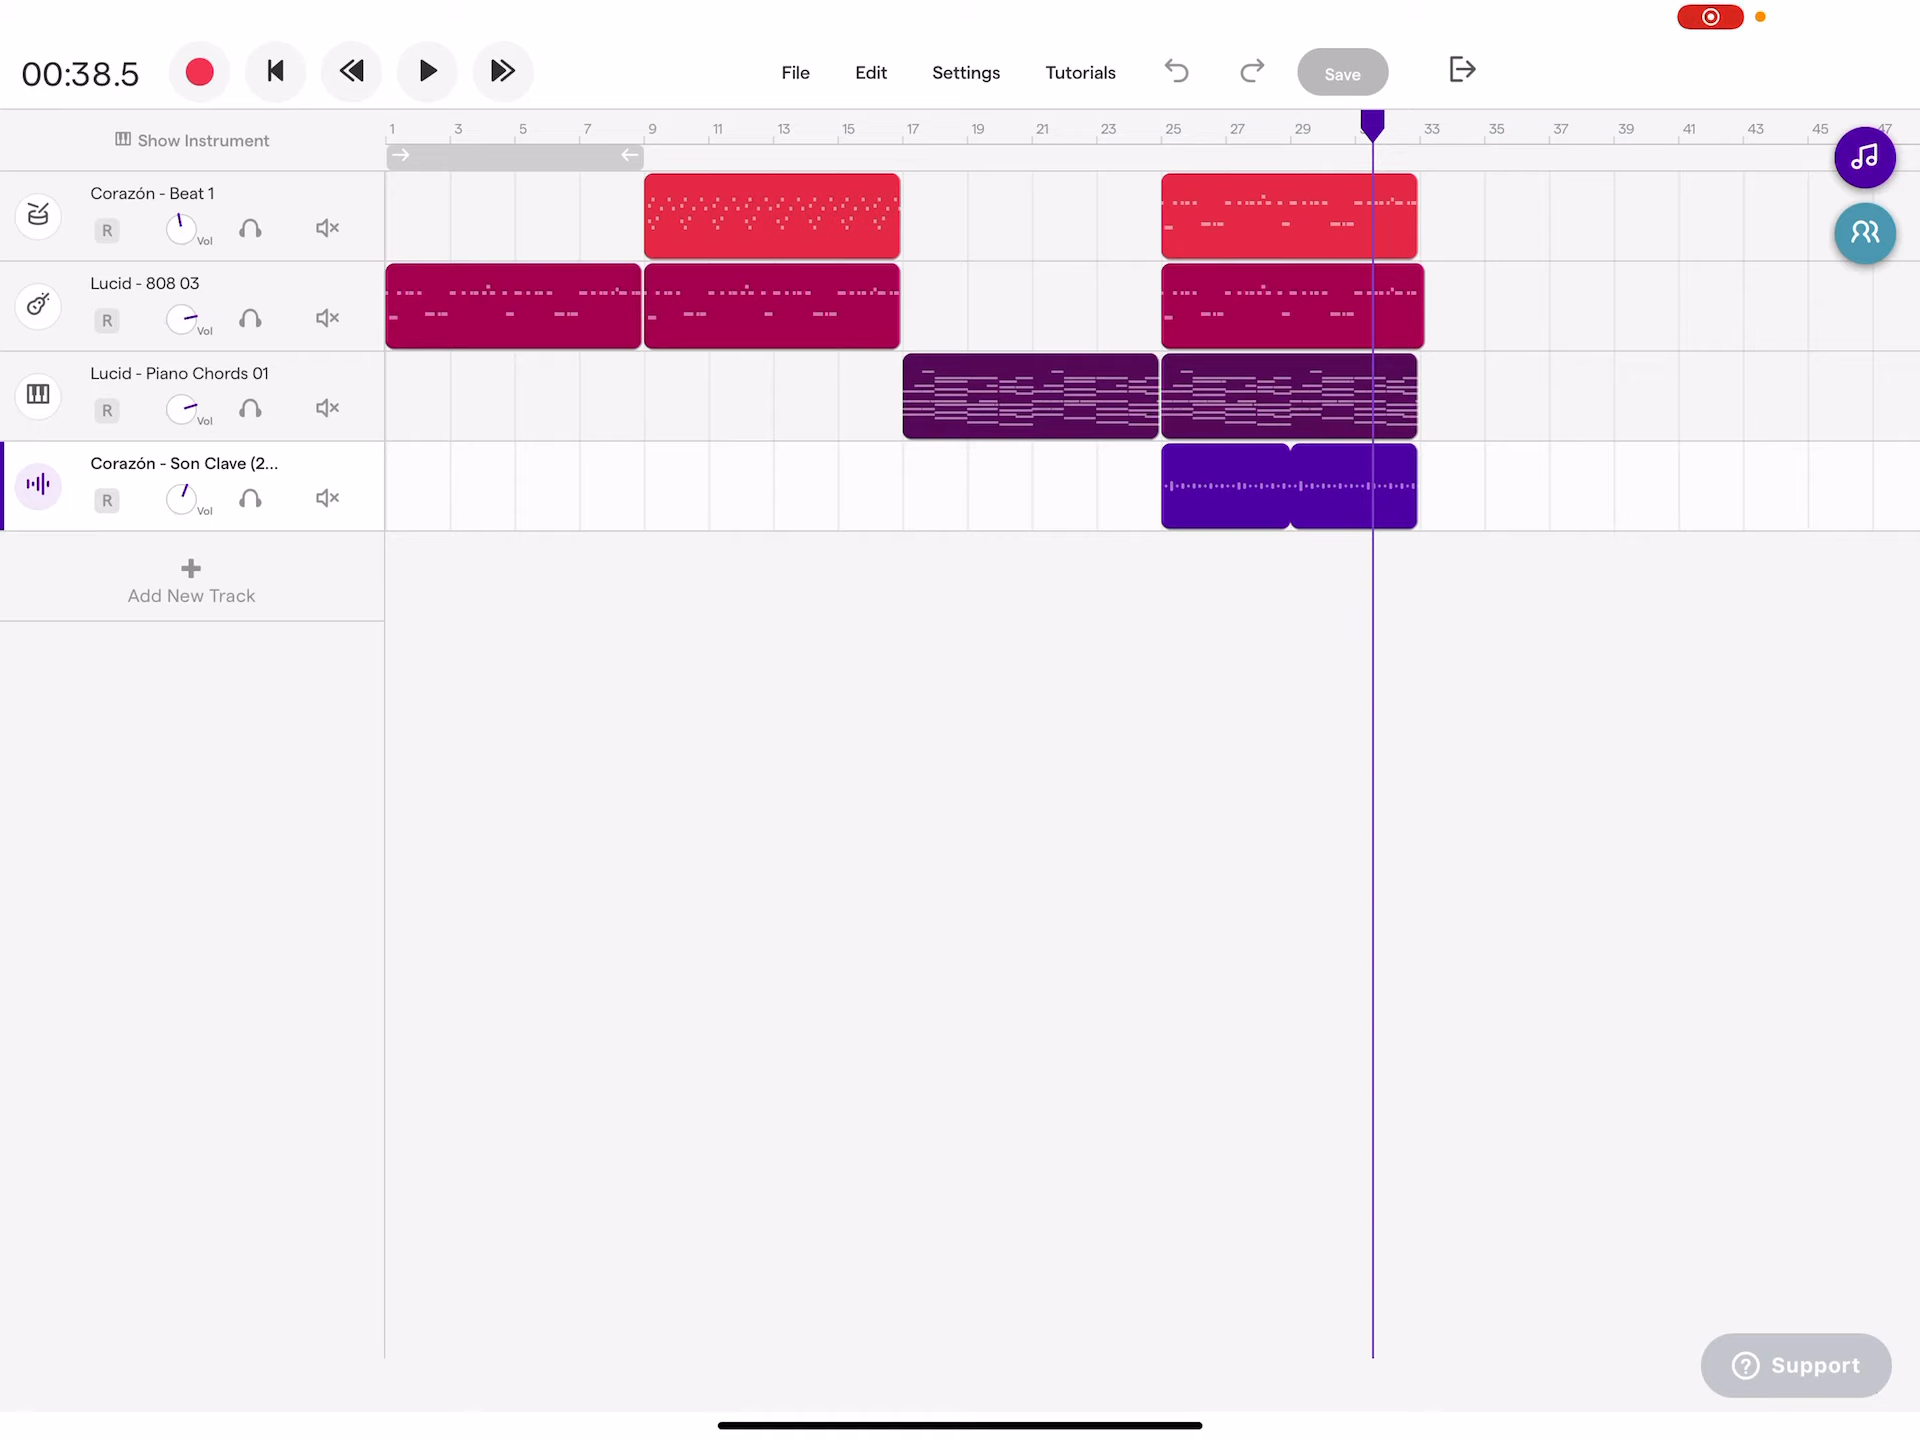 00:38.5
File Edit Settings Tutorials Save
Show Instrument
1 3 5 7 9 11 13 15 17 19 21 23 25 27 29 33 35 37 39 41 43 45 47
Corazón - Beat 1
R Vol
Lucid - 808 03
R Vol
Lucid - Piano Chords 01
R Vol
Corazón - Son Clave (2...
R Vol
Add New Track
Support